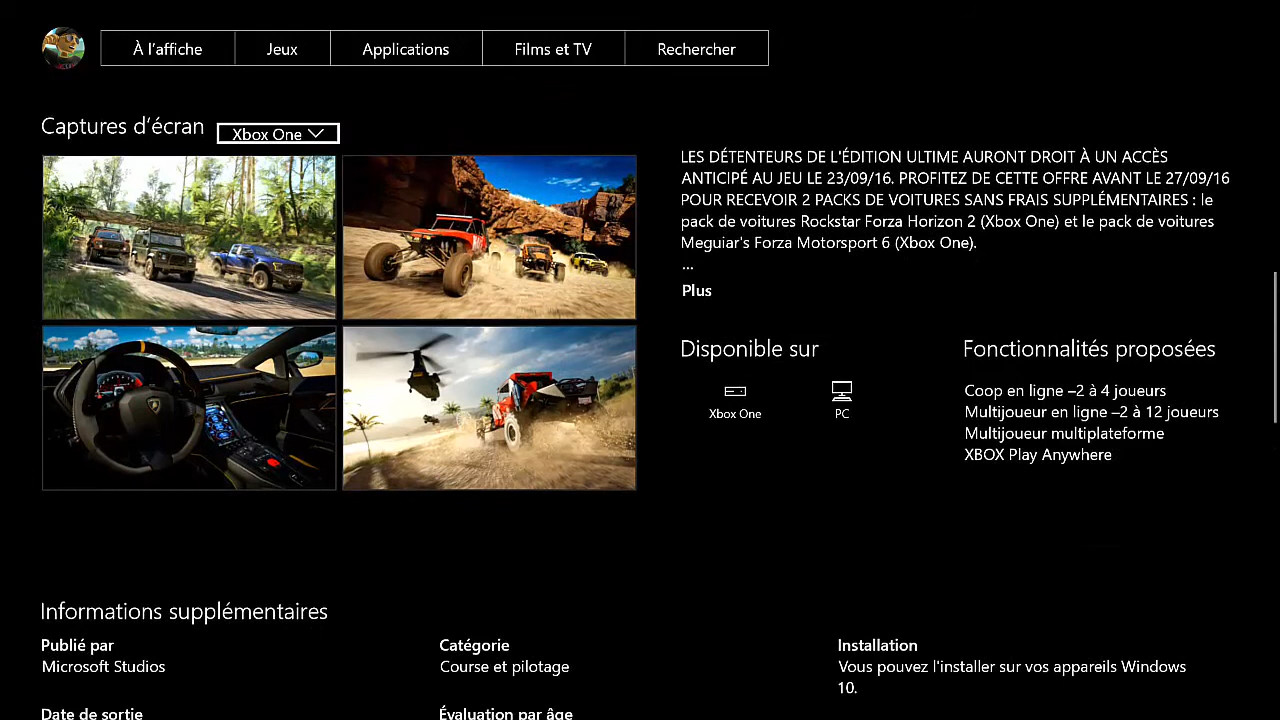 À l'affiche
Jeux
Applications
Films et TV
Rechercher
Captures d'écran
Xbox One
LES DÉTENTEURS DE L'ÉDITION ULTIME AURONT DROIT À UN ACCÈS
ANTICIPÉ AU JEU LE 23/09/16. PROFITEZ DE CETTE OFFRE AVANT LE 27/09/16
POUR RECEVOIR 2 PACKS DE VOITURES SANS FRAIS SUPPLÉMENTAIRES : le
pack de voitures Rockstar Forza Horizon 2 (Xbox One) et le pack de voitures
Meguiar's Forza Motorsport 6 (Xbox One).
...
Plus
Disponible sur
Xbox One
PC
Fonctionnalités proposées
Coop en ligne –2 à 4 joueurs
Multijoueur en ligne –2 à 12 joueurs
Multijoueur multiplateforme
XBOX Play Anywhere
Informations supplémentaires
Publié par
Microsoft Studios
Catégorie
Course et pilotage
Installation
Vous pouvez l'installer sur vos appareils Windows
10.
Date de sortie
Évaluation par âge